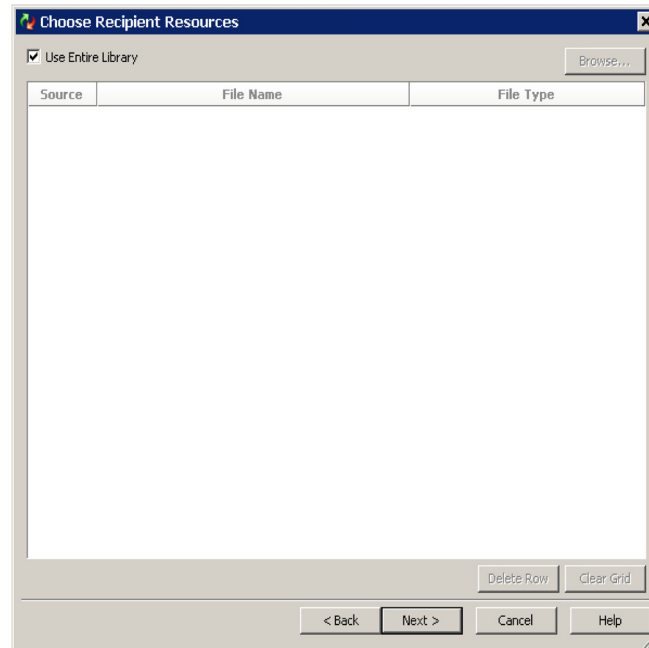 Choose Recipient Resources
Use Entire Library
Browse...
Source File Name File Type
Delete Row Clear Grid
< Back Next > Cancel Help